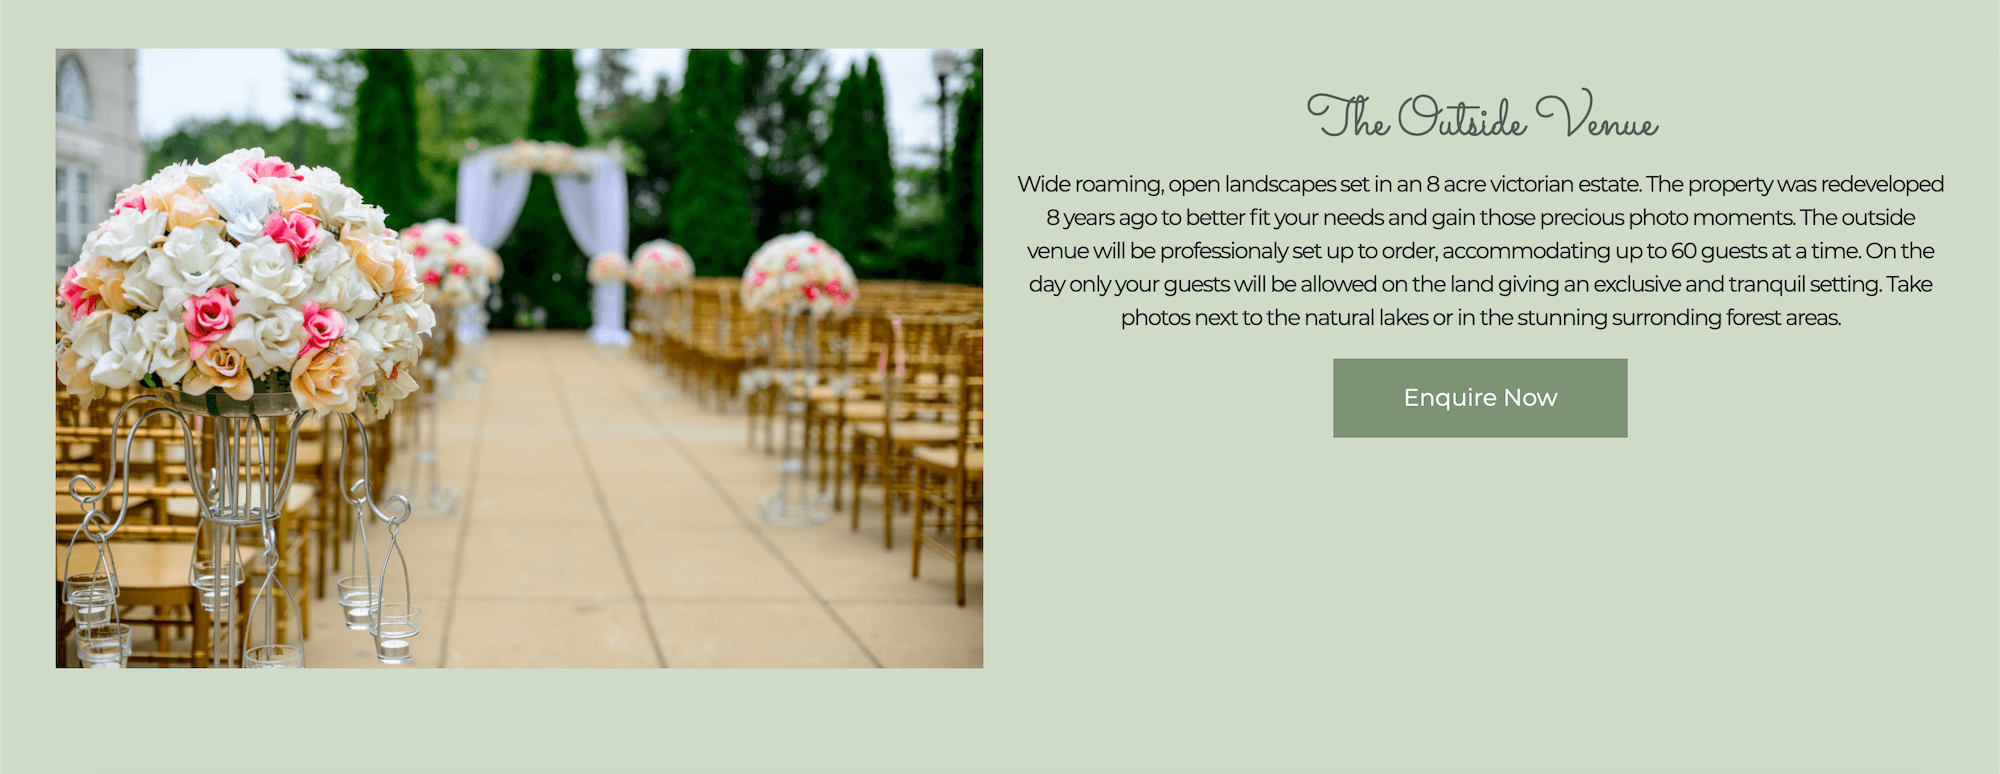 The Outside Venue
Wide roaming, open landscapes set in an 8 acre victorian estate. The property was redeveloped
8 years ago to better fit your needs and gain those precious photo moments. The outside
venue will be professionaly set up to order, accommodating up to 60 guests at a time. On the
day only your guests will be allowed on the land giving an exclusive and tranquil setting. Take
photos next to the natural lakes or in the stunning surronding forest areas.
Enquire Now